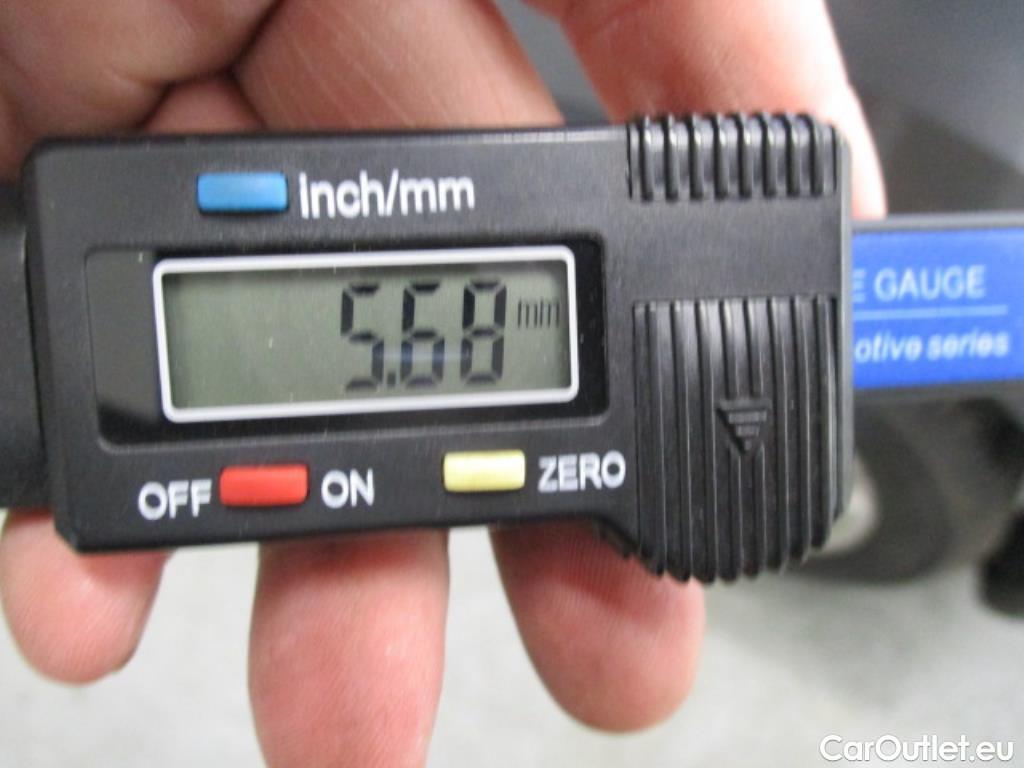 inch/mm
5.68 mm
GAUGE
otive series
OFF ON ZERO
CarOutlet.eu